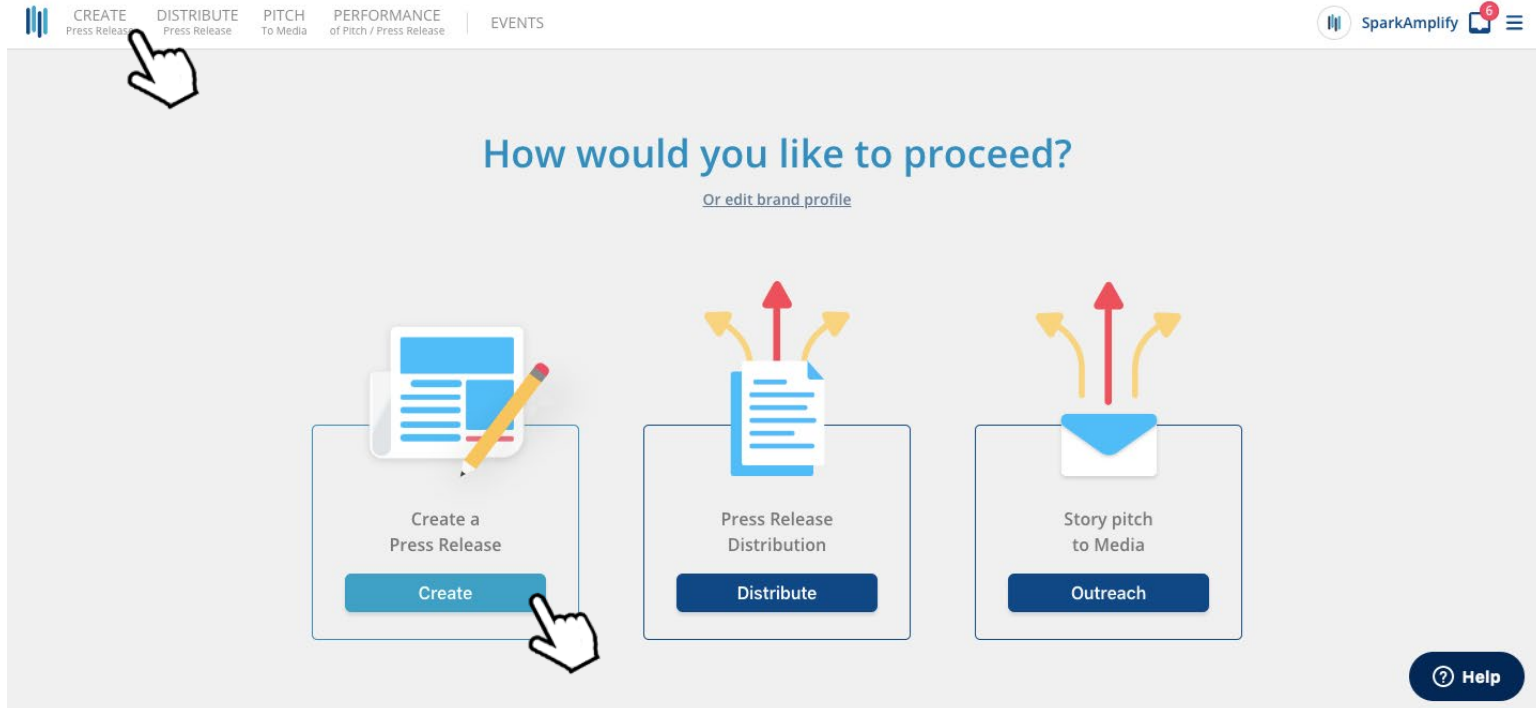 CREATE DISTRIBUTE PITCH PERFORMANCE EVENTS
Press Release Press Release To Media of Pitch / Press Release
SparkAmplify 6
How would you like to proceed?
Or edit brand profile
Create a
Press Release
Create
Press Release
Distribution
Distribute
Story pitch
to Media
Outreach
? Help